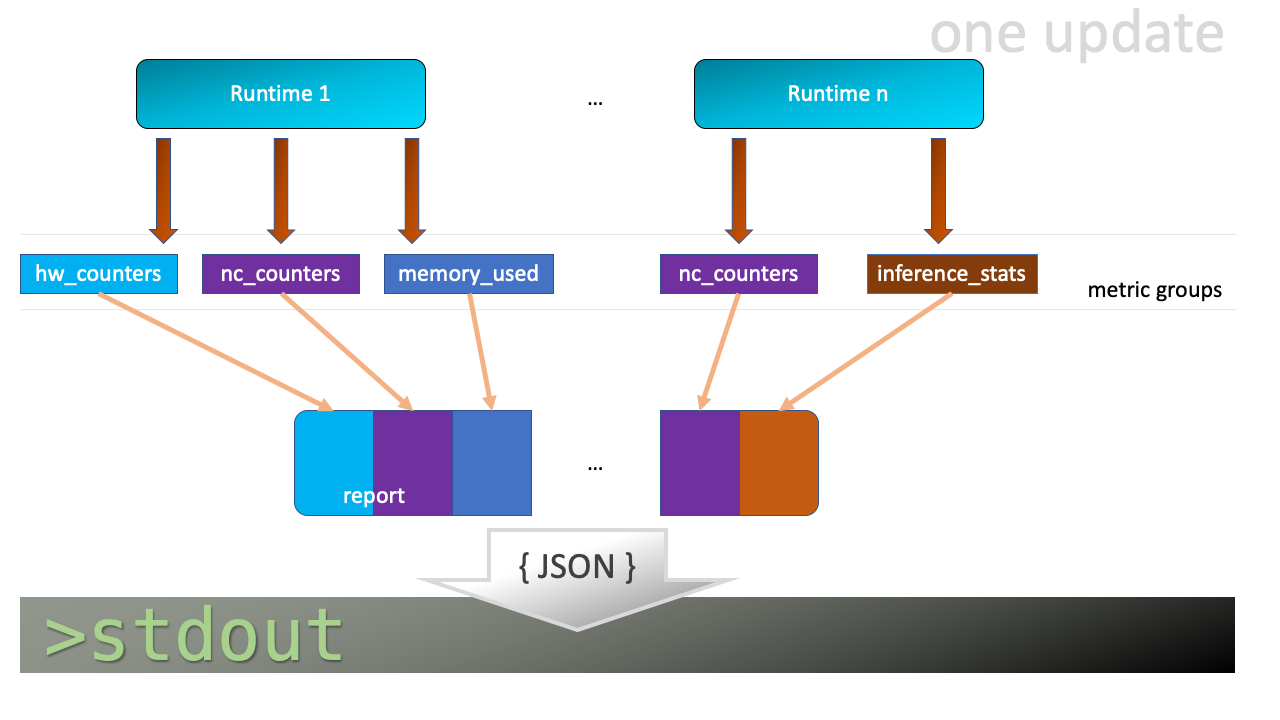 one update
Runtime 1
...
Runtime n
hw_counters
nc_counters
memory_used
nc_counters
inference_stats
metric groups
report
...
{ JSON }
>stdout